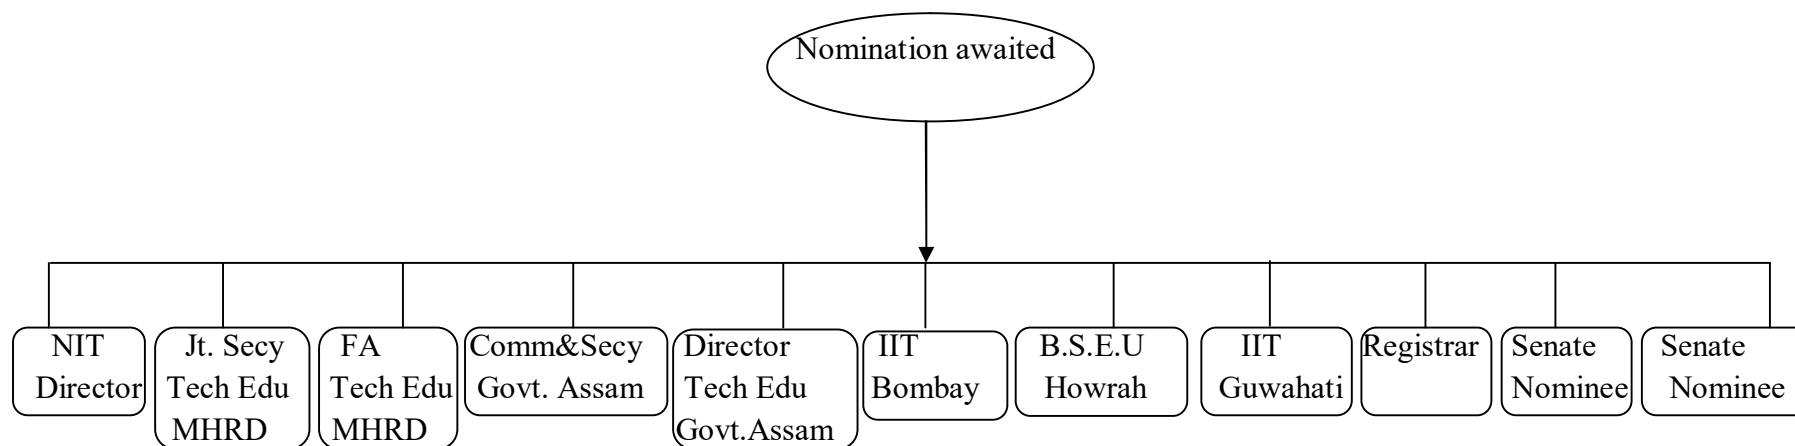 Nomination awaited
NIT
Director
Jt. Secy
Tech Edu
MHRD
FA
Tech Edu
MHRD
Comm&Secy
Govt. Assam
Director
Tech Edu
Govt.Assam
IIT
Bombay
B.S.E.U
Howrah
IIT
Guwahati
Registrar
Senate
Nominee
Senate
Nominee